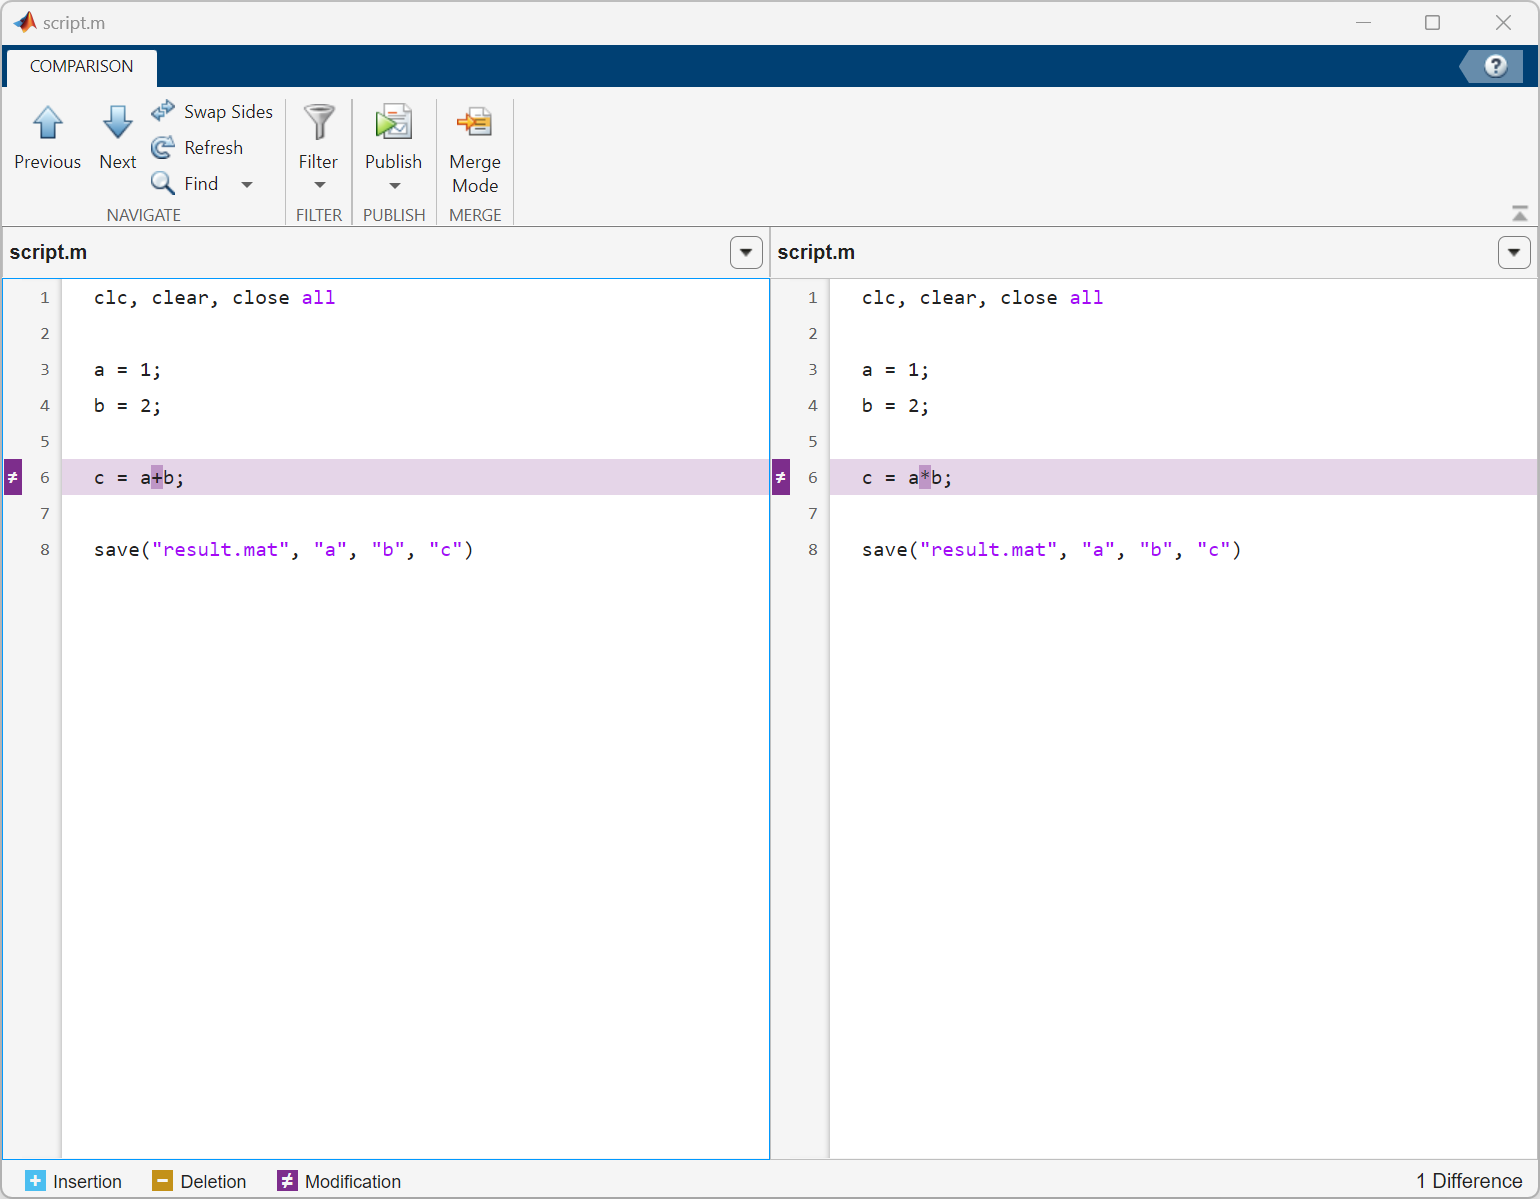 script.m
COMPARISON
?
Previous
Next
Swap Sides
Refresh
Find
NAVIGATE
Filter
FILTER
Publish
PUBLISH
Merge
Mode
MERGE
script.m
1 clc, clear, close all
2
3 a = 1;
4 b = 2;
5
≠ 6 c = a+b;
7
8 save("result.mat", "a", "b", "c")
script.m
1 clc, clear, close all
2
3 a = 1;
4 b = 2;
5
≠ 6 c = a*b;
7
8 save("result.mat", "a", "b", "c")
+ Insertion
− Deletion
≠ Modification
1 Difference